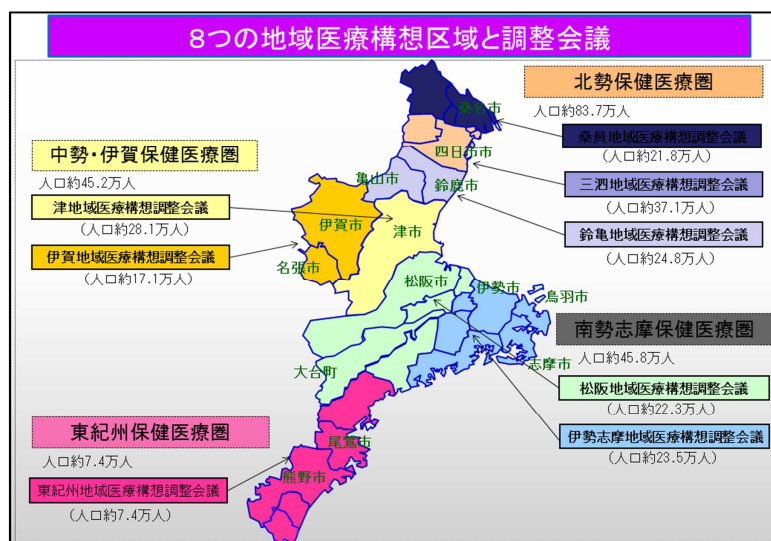 8つの地域医療構想区域と調整会議
北勢保健医療圏
人口約83.7万人
桑員地域医療構想調整会議
(人口約21.8万人)
三泗地域医療構想調整会議
(人口約37.1万人)
鈴亀地域医療構想調整会議
(人口約24.8万人)
中勢・伊賀保健医療圏
人口約45.2万人
津地域医療構想調整会議
(人口約28.1万人)
伊賀地域医療構想調整会議
(人口約17.1万人)
桑名市
四日市市
亀山市
鈴鹿市
伊賀市
津市
名張市
松阪市
伊勢市
鳥羽市
志摩市
大台町
尾鷲市
熊野市
南勢志摩保健医療圏
人口約45.8万人
松阪地域医療構想調整会議
(人口約22.3万人)
伊勢志摩地域医療構想調整会議
(人口約23.5万人)
東紀州保健医療圏
人口約7.4万人
東紀州地域医療構想調整会議
(人口約7.4万人)